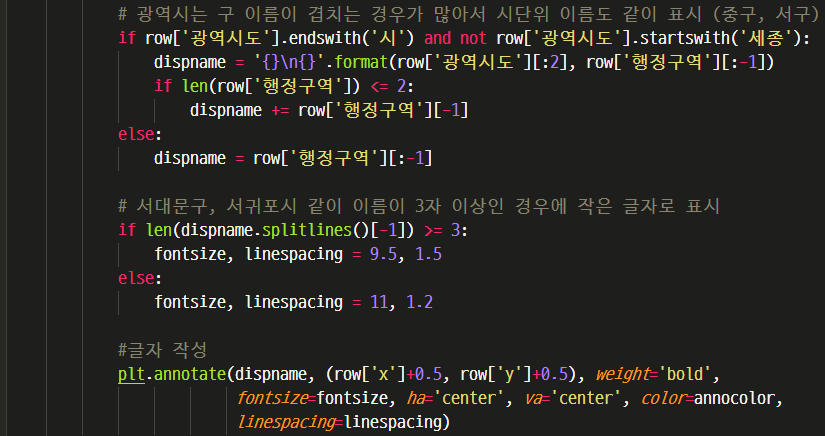 # 광역시는 구 이름이 겹치는 경우가 많아서 시단위 이름도 같이 표시 (중구, 서구)
if row['광역시도'].endswith('시') and not row['광역시도'].startswith('세종'):
    dispname = '{}\n{}'.format(row['광역시도'][:2], row['행정구역'][:-1])
    if len(row['행정구역']) <= 2:
        dispname += row['행정구역'][-1]
else:
    dispname = row['행정구역'][:-1]

# 서대문구, 서귀포시 같이 이름이 3자 이상인 경우에 작은 글자로 표시
if len(dispname.splitlines()[-1]) >= 3:
    fontsize, linespacing = 9.5, 1.5
else:
    fontsize, linespacing = 11, 1.2

#글자 작성
plt.annotate(dispname, (row['x']+0.5, row['y']+0.5), weight='bold',
             fontsize=fontsize, ha='center', va='center', color=annocolor,
             linespacing=linespacing)